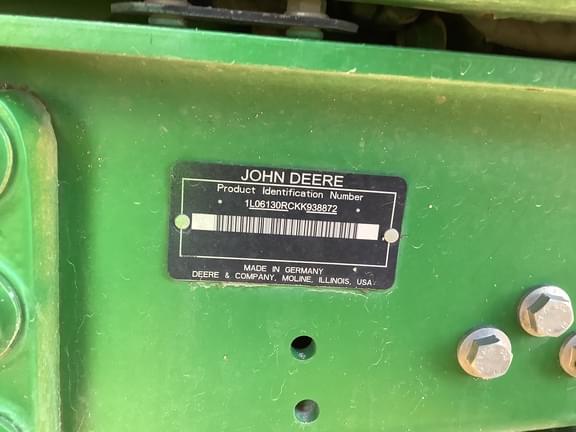 JOHN DEERE
Product Identification Number
1L06130RCKK938872
MADE IN GERMANY
DEERE & COMPANY, MOLINE, ILLINOIS, USA